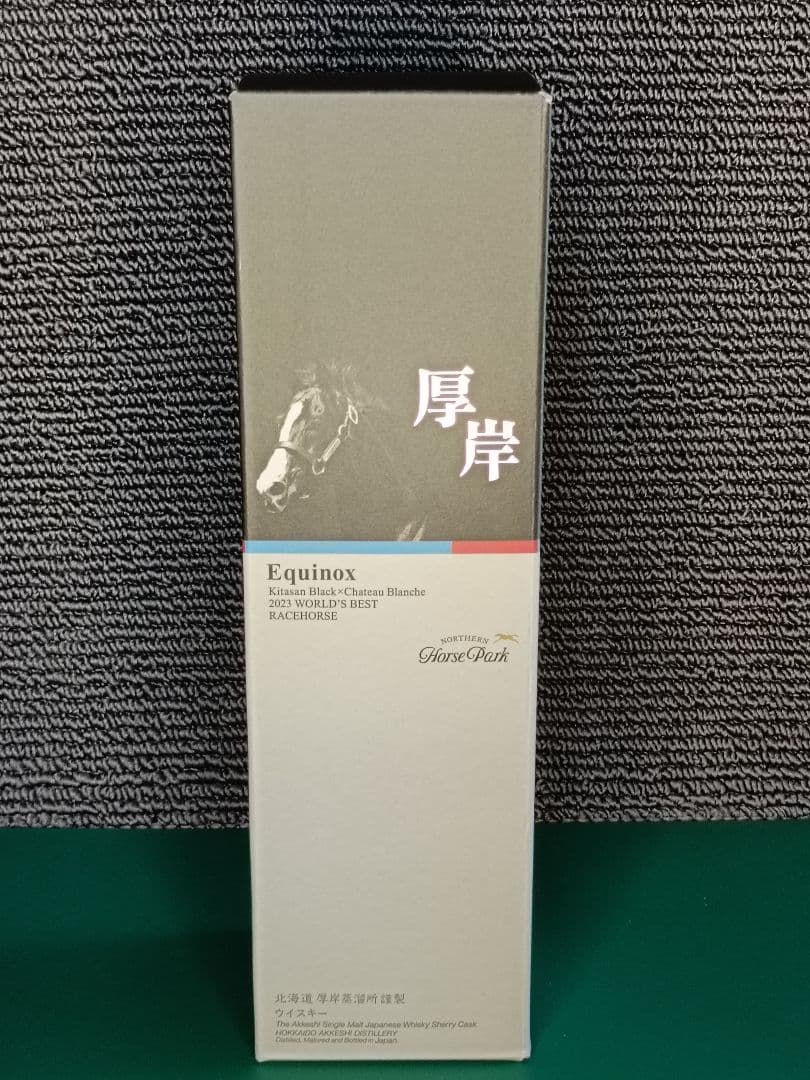 厚岸
Equinox
Kitasan Black×Chateau Blanche
2023 WORLD'S BEST
RACEHORSE
NORTHERN
Horse Park
北海道 厚岸蒸溜所謹製
ウイスキー
The Akkeshi Single Malt Japanese Whisky Sherry Cask
HOKKAIDO AKKESHI DISTILLERY
Distilled, Matured and Bottled in Japan